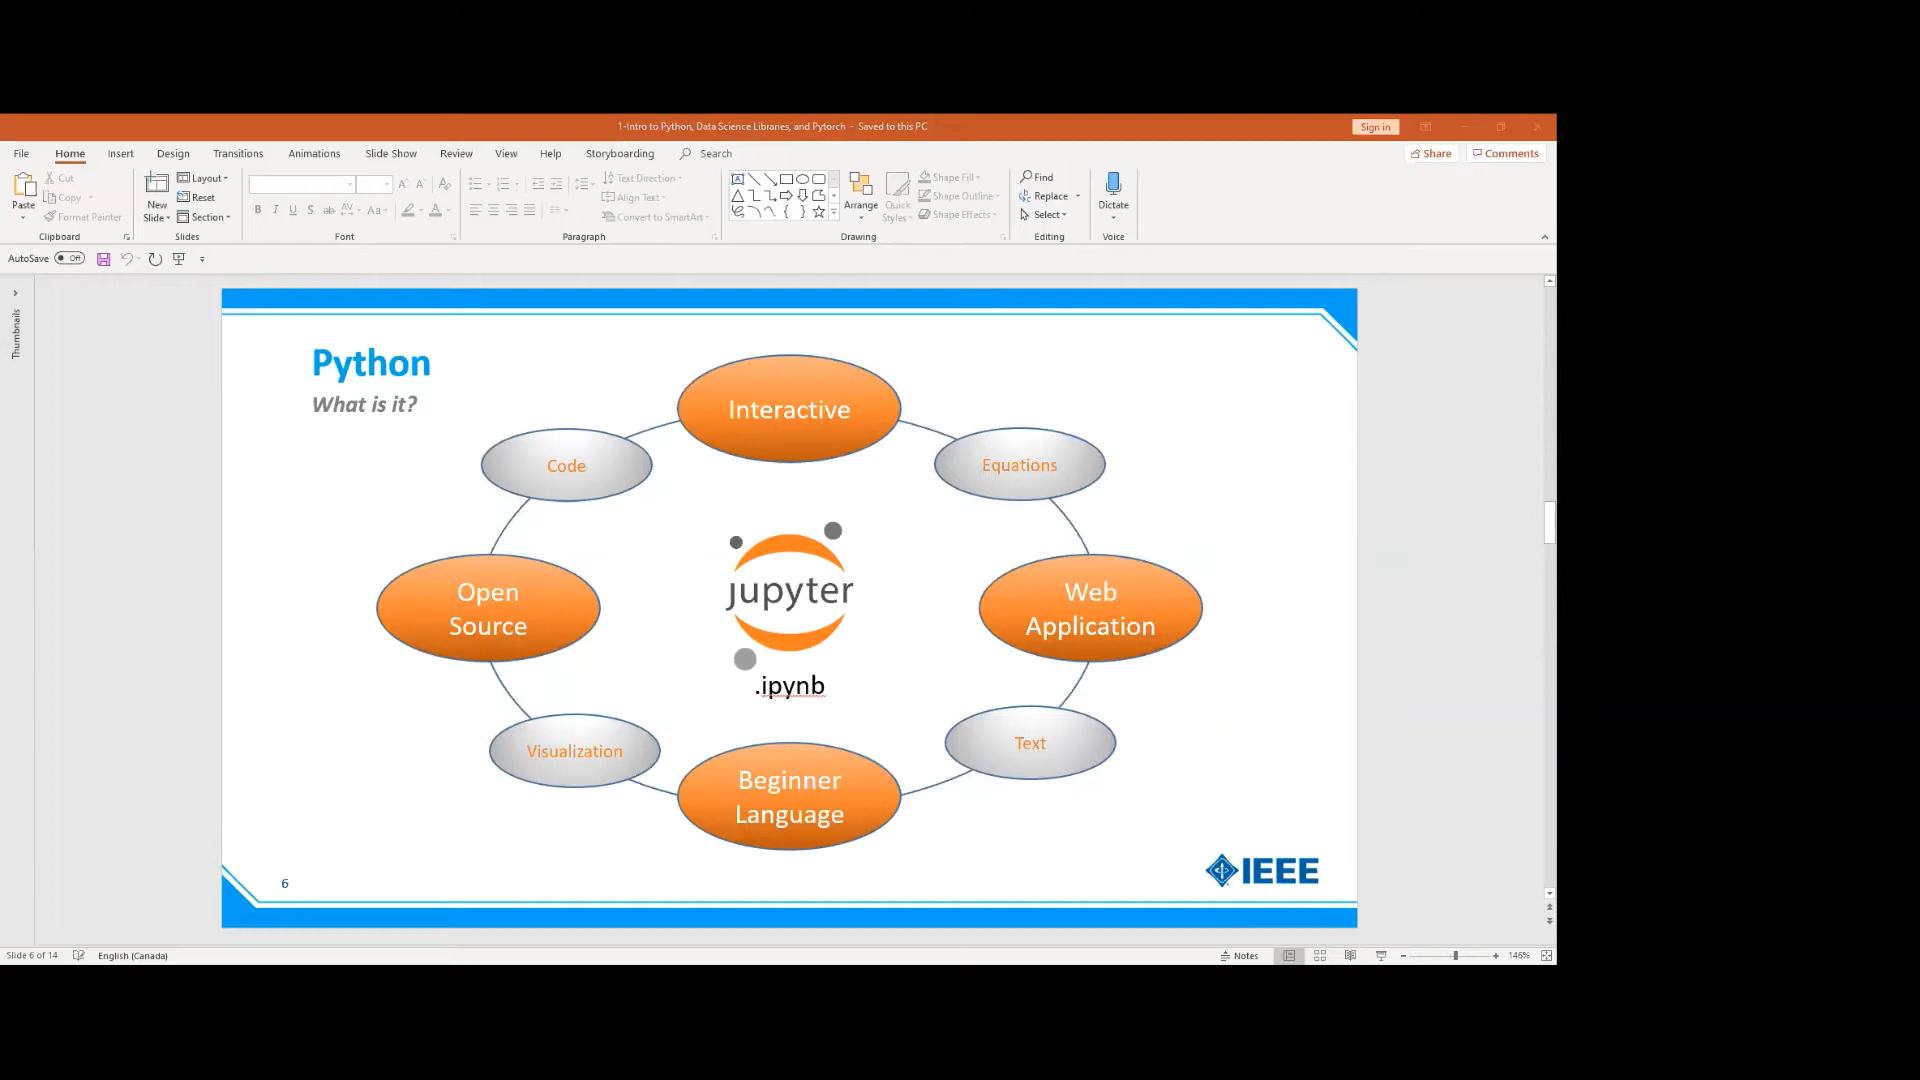 1-Intro to Python, Data Science Libraries, and Pytorch - Saved to this PC
Sign in
File Home Insert Design Transitions Animations Slide Show Review View Help Storyboarding Search
Share Comments
Paste
Cut
Copy
Format Painter
Clipboard
New Slide
Layout
Reset
Section
Slides
Font
Text Direction
Align Text
Convert to SmartArt
Paragraph
Arrange
Quick Styles
Shape Fill
Shape Outline
Shape Effects
Drawing
Find
Replace
Select
Editing
Dictate
Voice
AutoSave Off
Thumbnails
Python
What is it?
Interactive
Code
Equations
Open
Source
jupyter
.ipynb
Web
Application
Visualization
Text
Beginner
Language
6
IEEE
Slide 6 of 14 English (Canada) Notes 146%